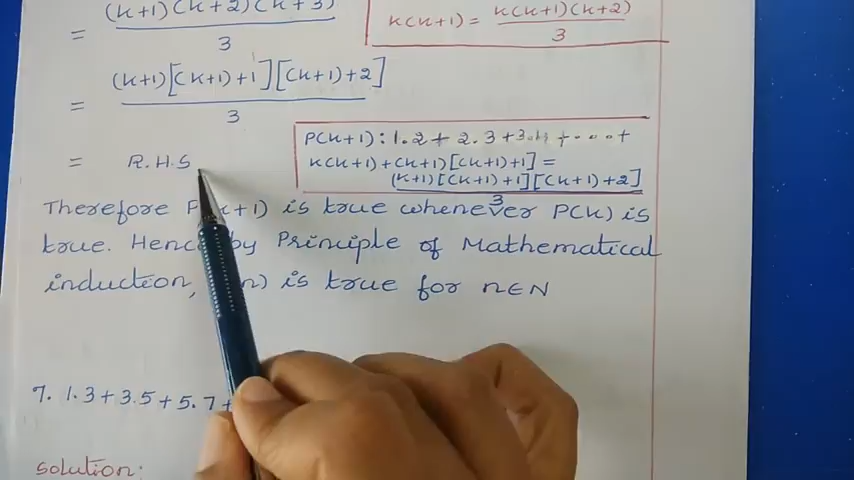 = (k+1)(k+2)(k+3) / 3
k(k+1) = k(k+1)(k+2) / 3
= (k+1)[(k+1)+1][(k+1)+2] / 3
= R.H.S
P(k+1) : 1.2 + 2.3 + 3.4 + .... +
k(k+1) + (k+1)[(k+1)+1] =
(k+1)[(k+1)+1][(k+1)+2] / 3
Therefore P(k+1) is true whenever P(k) is
true. Hence by Principle of Mathematical
induction, n) is true for n∈N
7. 1.3 + 3.5 + 5.7 +
Solution: